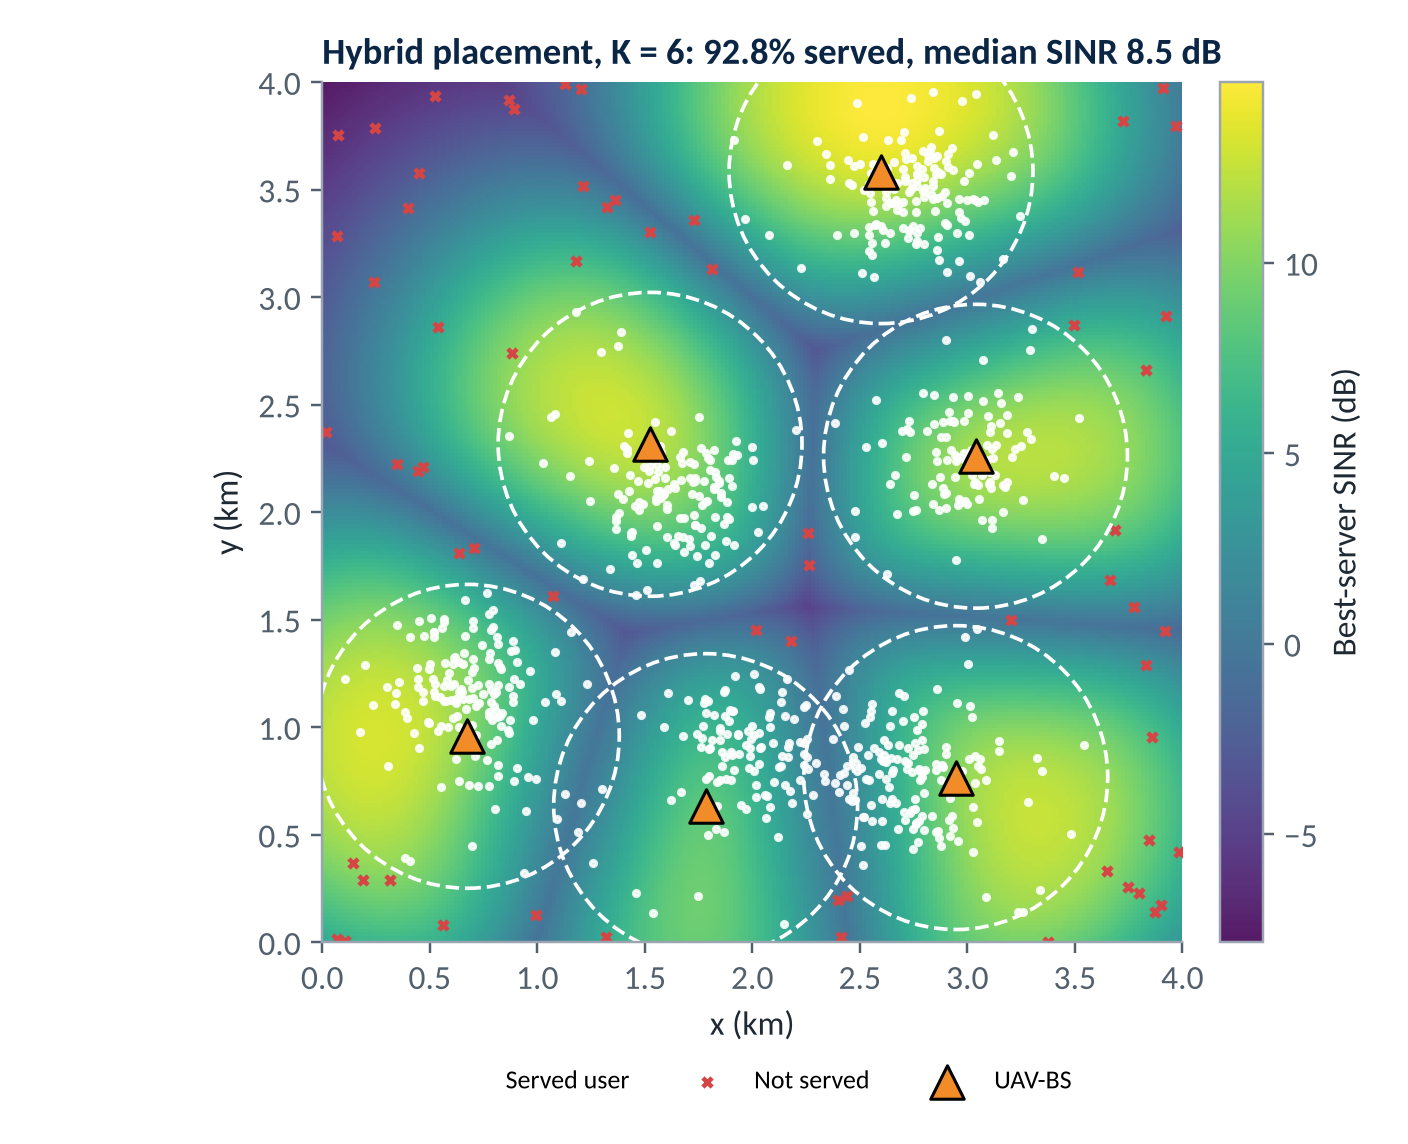 Hybrid placement, K = 6: 92.8% served, median SINR 8.5 dB
4.0
3.5
3.0
2.5
2.0
1.5
1.0
0.5
0.0
y (km)
0.0 0.5 1.0 1.5 2.0 2.5 3.0 3.5 4.0
x (km)
10
5
0
−5
Best-server SINR (dB)
Served user Not served UAV-BS